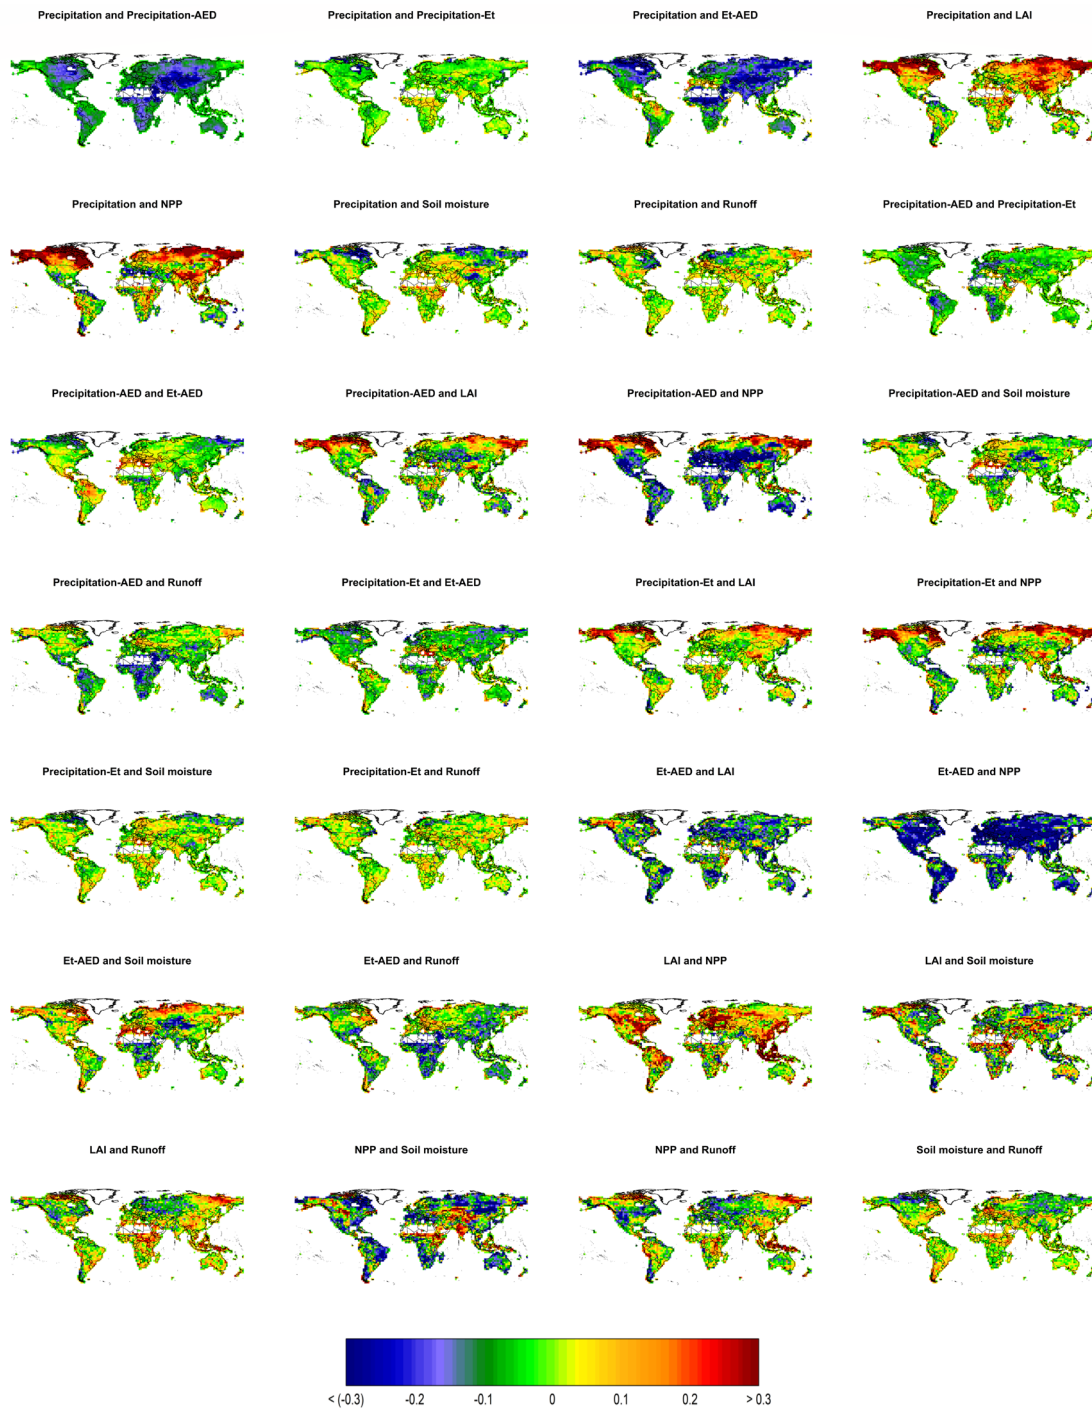 Precipitation and Precipitation-AED
Precipitation and Precipitation-Et
Precipitation and Et-AED
Precipitation and LAI
Precipitation and NPP
Precipitation and Soil moisture
Precipitation and Runoff
Precipitation-AED and Precipitation-Et
Precipitation-AED and Et-AED
Precipitation-AED and LAI
Precipitation-AED and NPP
Precipitation-AED and Soil moisture
Precipitation-AED and Runoff
Precipitation-Et and Et-AED
Precipitation-Et and LAI
Precipitation-Et and NPP
Precipitation-Et and Soil moisture
Precipitation-Et and Runoff
Et-AED and LAI
Et-AED and NPP
Et-AED and Soil moisture
Et-AED and Runoff
LAI and NPP
LAI and Soil moisture
LAI and Runoff
NPP and Soil moisture
NPP and Runoff
Soil moisture and Runoff
< (-0.3) -0.2 -0.1 0 0.1 0.2 > 0.3